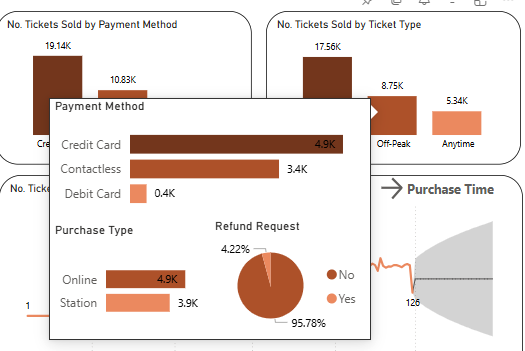 No. Tickets Sold by Payment Method
19.14K
10.83K
Cre
No. Tickets Sold by Ticket Type
17.56K
8.75K
5.34K
Off-Peak
Anytime
Payment Method
Credit Card
4.9K
Contactless
3.4K
Debit Card
0.4K
Purchase Type
Online
4.9K
Station
3.9K
Refund Request
4.22%
95.78%
No
Yes
No. Ticke
Purchase Time
1
126